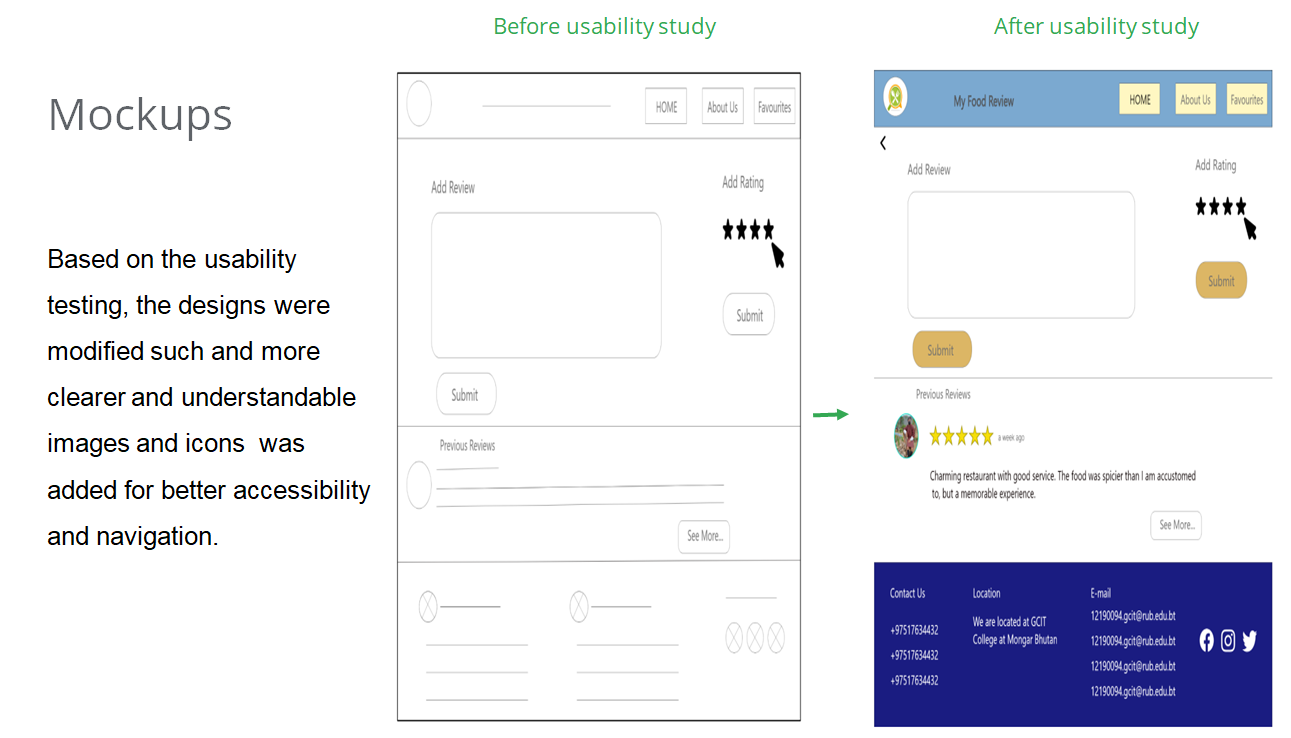 Before usability study
After usability study
Mockups
Based on the usability
testing, the designs were
modified such and more
clearer and understandable
images and icons  was
added for better accessibility
and navigation.
HOME
About Us
Favourites
Add Review
Add Rating
Submit
Submit
Previous Reviews
See More...
My Food Review
HOME
About Us
Favourites
Add Review
Add Rating
Submit
Submit
Previous Reviews
a week ago
Charming restaurant with good service. The food was spicier than I am accustomed
to, but a memorable experience.
See More...
Contact Us
+97517634432
+97517634432
+97517634432
Location
We are located at GCIT
College at Mongar Bhutan
E-mail
12190094.gcit@rub.edu.bt
12190094.gcit@rub.edu.bt
12190094.gcit@rub.edu.bt
12190094.gcit@rub.edu.bt